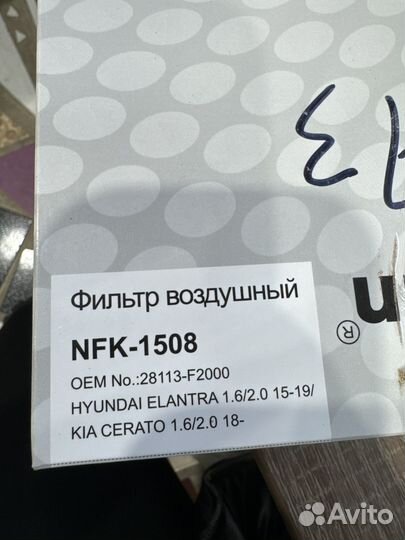 Фильтр воздушный
NFK-1508
OEM No.:28113-F2000
HYUNDAI ELANTRA 1.6/2.0 15-19/
KIA CERATO 1.6/2.0 18-
®
Avito